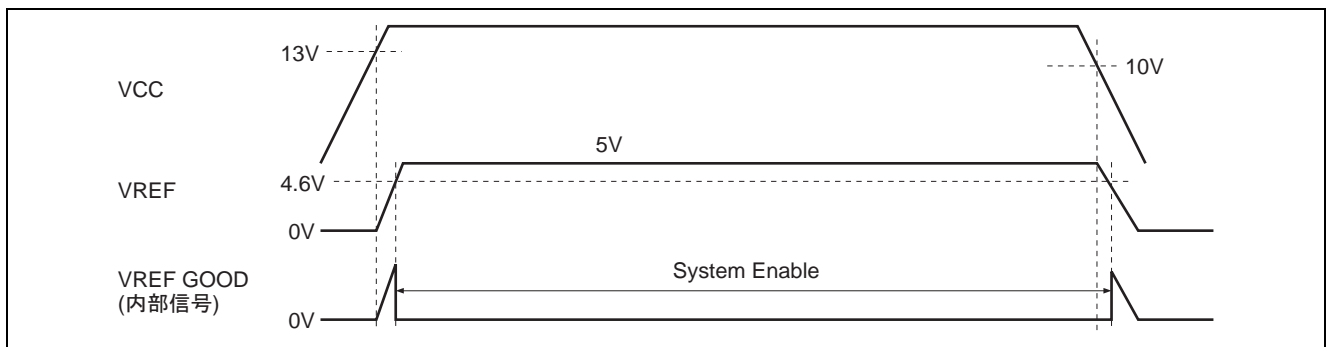 13V
10V
VCC
5V
4.6V
VREF
0V
System Enable
VREF GOOD
(内部信号)
0V